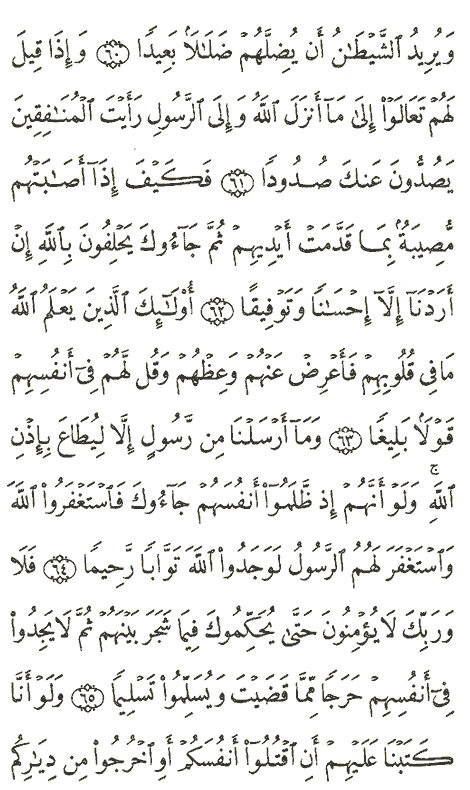 وَيُرِيدُ ٱلشَّيْطَٰنُ أَن يُضِلَّهُمْ ضَلَٰلًۢا بَعِيدًا ۝٦٠ وَإِذَا قِيلَ
لَهُمْ تَعَالَوْا۟ إِلَىٰ مَآ أَنزَلَ ٱللَّهُ وَإِلَى ٱلرَّسُولِ رَأَيْتَ ٱلْمُنَٰفِقِينَ
يَصُدُّونَ عَنكَ صُدُودًا ۝٦١ فَكَيْفَ إِذَآ أَصَٰبَتْهُم
مُّصِيبَةٌۢ بِمَا قَدَّمَتْ أَيْدِيهِمْ ثُمَّ جَآءُوكَ يَحْلِفُونَ بِٱللَّهِ إِنْ
أَرَدْنَآ إِلَّآ إِحْسَٰنًا وَتَوْفِيقًا ۝٦٢ أُو۟لَٰٓئِكَ ٱلَّذِينَ يَعْلَمُ ٱللَّهُ
مَا فِى قُلُوبِهِمْ فَأَعْرِضْ عَنْهُمْ وَعِظْهُمْ وَقُل لَّهُمْ فِىٓ أَنفُسِهِمْ
قَوْلًۢا بَلِيغًا ۝٦٣ وَمَآ أَرْسَلْنَا مِن رَّسُولٍ إِلَّا لِيُطَاعَ بِإِذْنِ
ٱللَّهِ ۚ وَلَوْ أَنَّهُمْ إِذ ظَّلَمُوٓا۟ أَنفُسَهُمْ جَآءُوكَ فَٱسْتَغْفَرُوا۟ ٱللَّهَ
وَٱسْتَغْفَرَ لَهُمُ ٱلرَّسُولُ لَوَجَدُوا۟ ٱللَّهَ تَوَّابًا رَّحِيمًا ۝٦٤ فَلَا
وَرَبِّكَ لَا يُؤْمِنُونَ حَتَّىٰ يُحَكِّمُوكَ فِيمَا شَجَرَ بَيْنَهُمْ ثُمَّ لَا يَجِدُوا۟
فِىٓ أَنفُسِهِمْ حَرَجًا مِّمَّا قَضَيْتَ وَيُسَلِّمُوا۟ تَسْلِيمًا ۝٦٥ وَلَوْ أَنَّا
كَتَبْنَا عَلَيْهِمْ أَنِ ٱقْتُلُوٓا۟ أَنفُسَكُمْ أَوِ ٱخْرُجُوا۟ مِن دِيَٰرِكُم